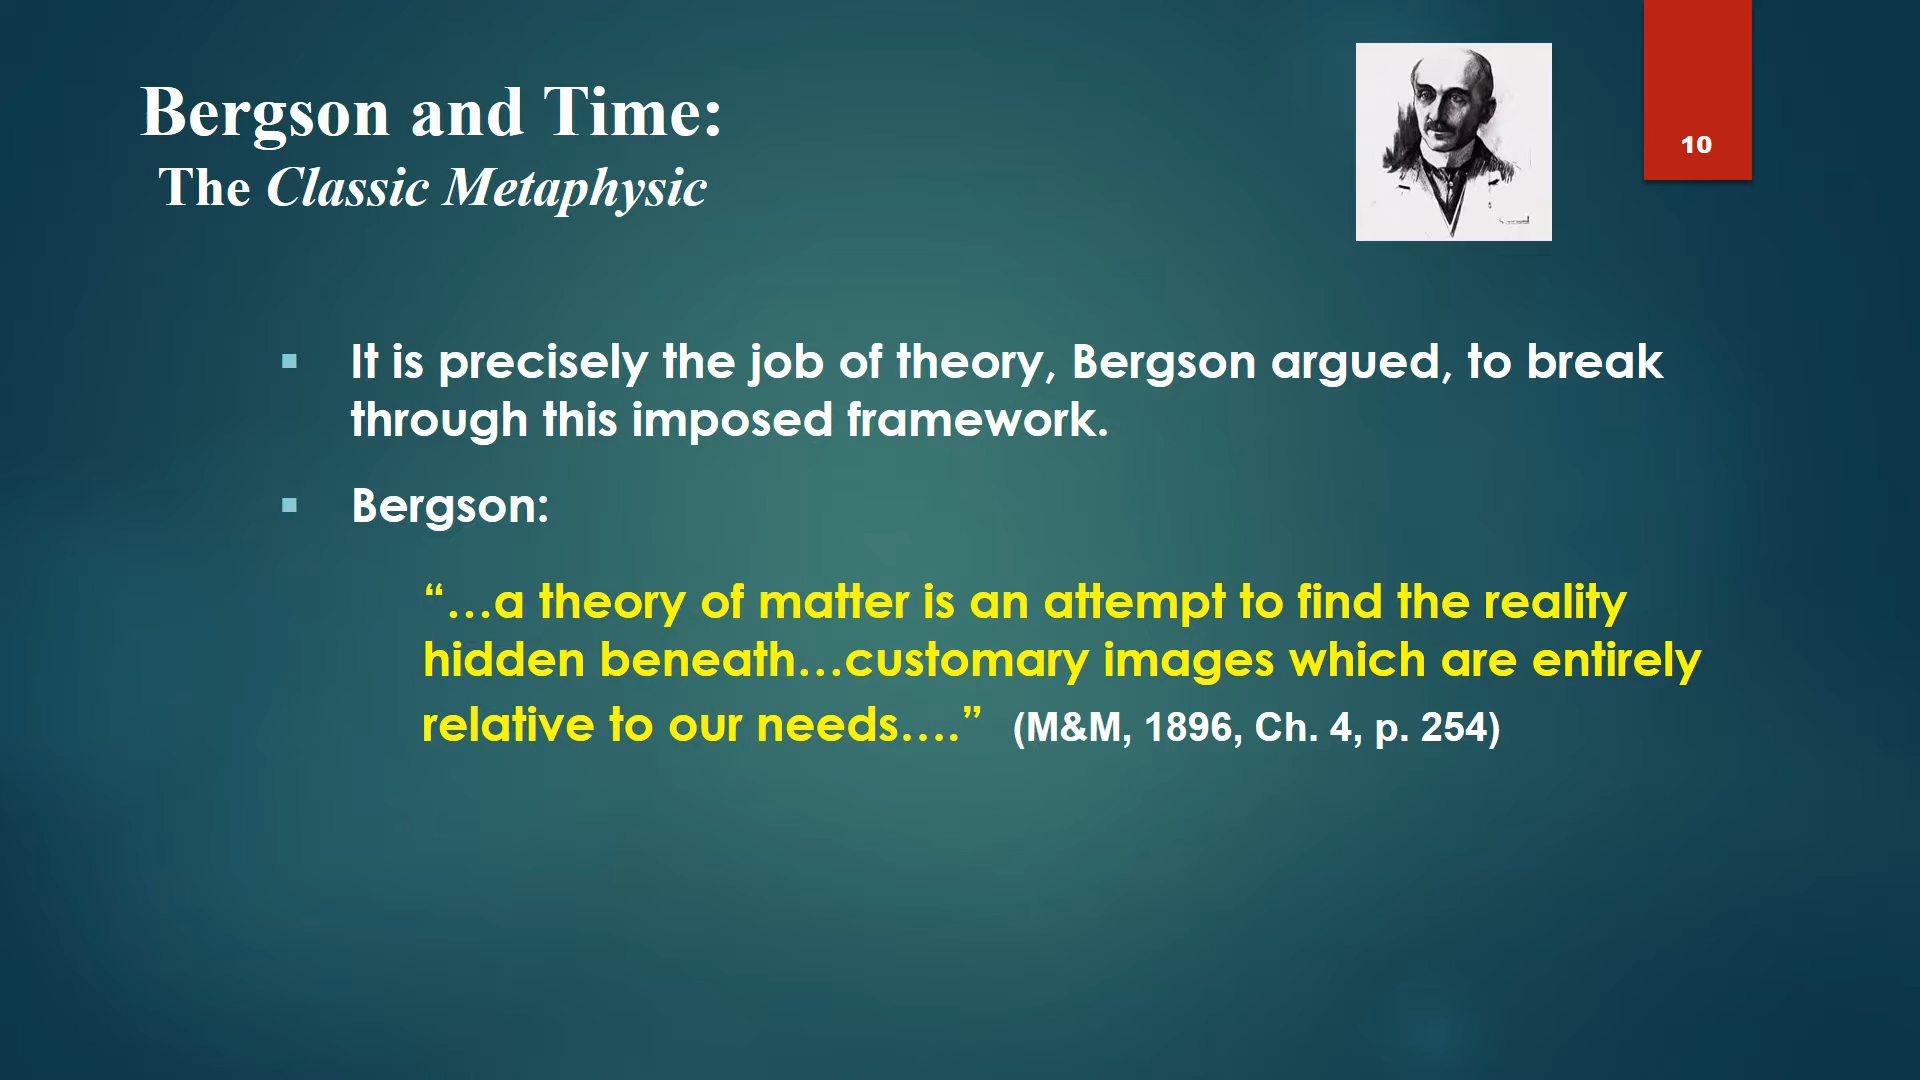 Bergson and Time:
The Classic Metaphysic
10
▪ It is precisely the job of theory, Bergson argued, to break
through this imposed framework.
▪ Bergson:
“…a theory of matter is an attempt to find the reality
hidden beneath…customary images which are entirely
relative to our needs….” (M&M, 1896, Ch. 4, p. 254)